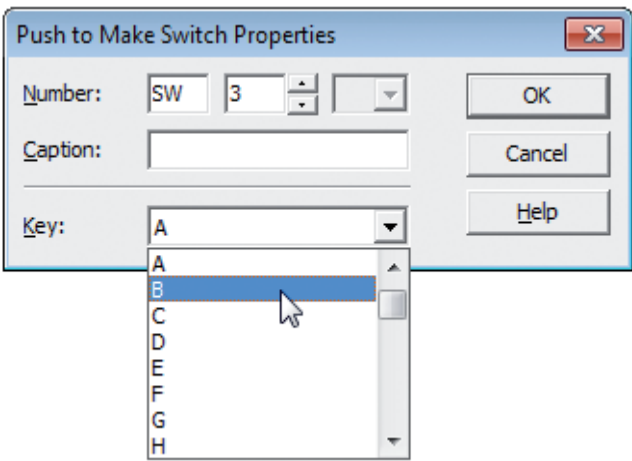 Push to Make Switch Properties
Number: SW 3 OK
Caption: Cancel
Key: A Help
A
B
C
D
E
F
G
H